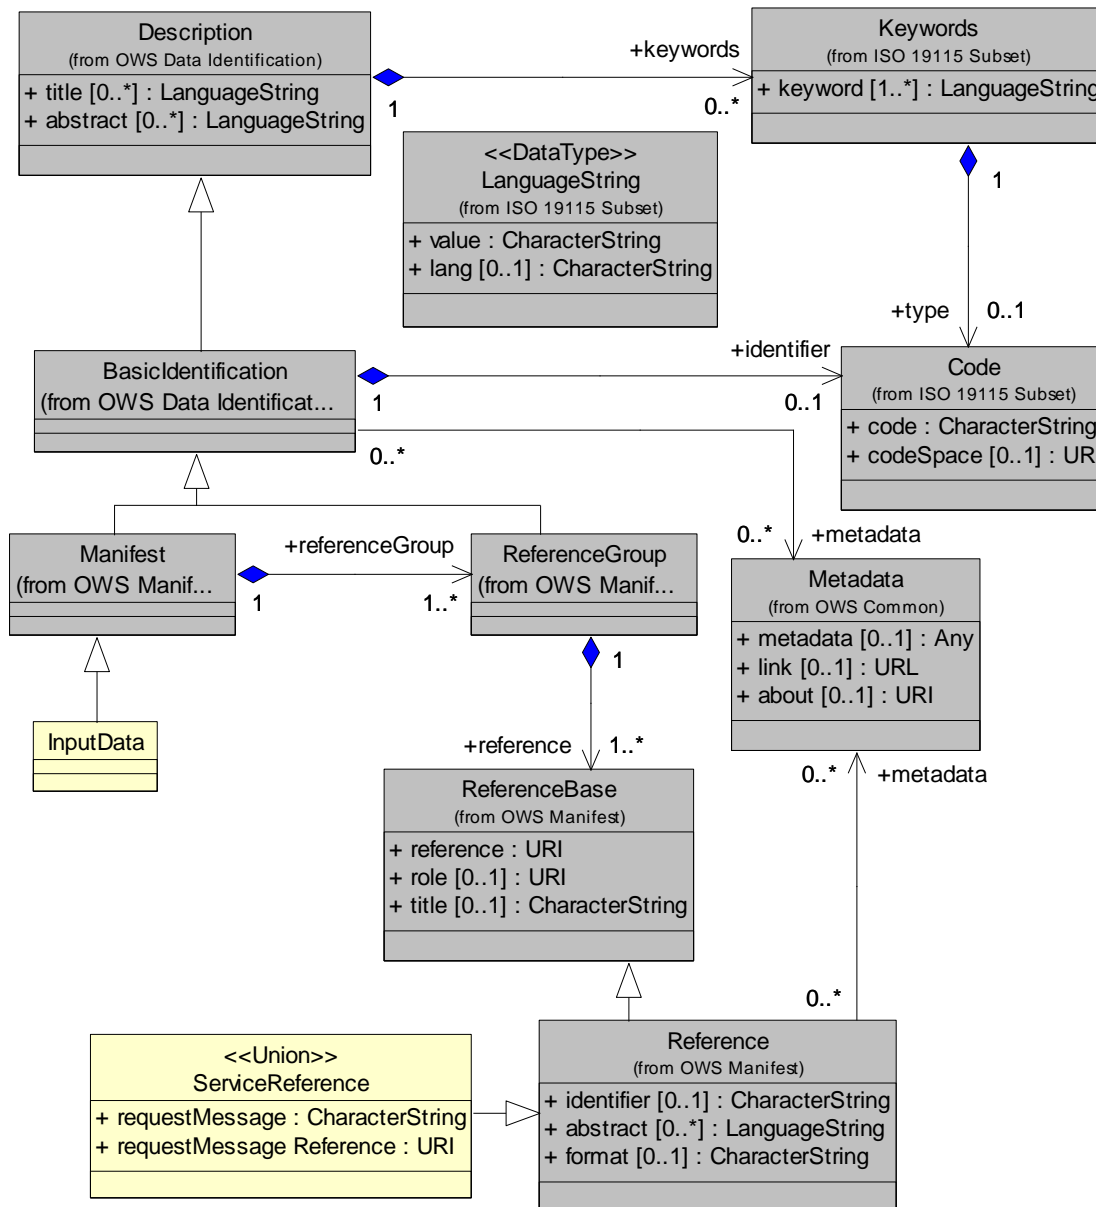 Description
(from OWS Data Identification)
+ title [0..*] : LanguageString
+ abstract [0..*] : LanguageString
+keywords
1
0..*
Keywords
(from ISO 19115 Subset)
+ keyword [1..*] : LanguageString
1
<<DataType>>
LanguageString
(from ISO 19115 Subset)
+ value : CharacterString
+ lang [0..1] : CharacterString
+type
0..1
BasicIdentification
(from OWS Data Identificat...
1
+identifier
0..1
0..*
Code
(from ISO 19115 Subset)
+ code : CharacterString
+ codeSpace [0..1] : UR
Manifest
(from OWS Manif...
1
+referenceGroup
1..*
ReferenceGroup
(from OWS Manif...
1
0..*
+metadata
Metadata
(from OWS Common)
+ metadata [0..1] : Any
+ link [0..1] : URL
+ about [0..1] : URI
InputData
+reference
1..*
0..*
+metadata
ReferenceBase
(from OWS Manifest)
+ reference : URI
+ role [0..1] : URI
+ title [0..1] : CharacterString
0..*
<<Union>>
ServiceReference
+ requestMessage : CharacterString
+ requestMessage Reference : URI
Reference
(from OWS Manifest)
+ identifier [0..1] : CharacterString
+ abstract [0..*] : LanguageString
+ format [0..1] : CharacterString